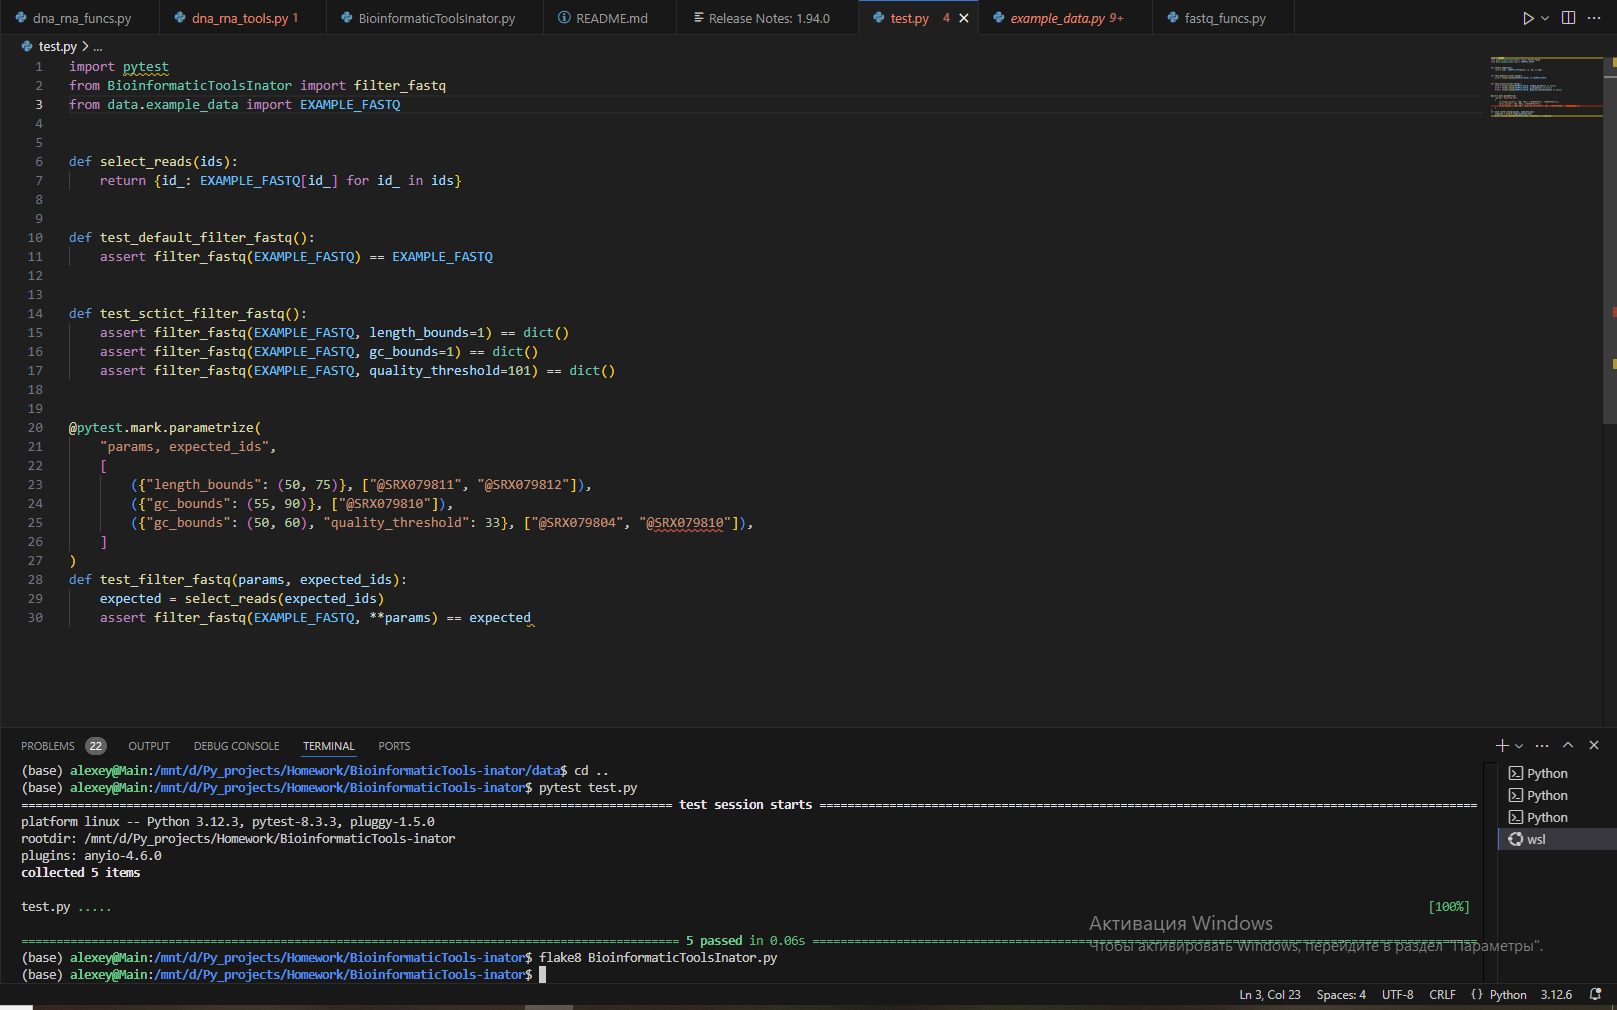 dna_rna_funcs.py dna_rna_tools.py 1 BioinformaticToolsInator.py README.md Release Notes: 1.94.0 test.py 4 example_data.py 9+ fastq_funcs.py
test.py > ...
1 import pytest
2 from BioinformaticToolsInator import filter_fastq
3 from data.example_data import EXAMPLE_FASTQ
4
5
6 def select_reads(ids):
7 return {id_: EXAMPLE_FASTQ[id_] for id_ in ids}
8
9
10 def test_default_filter_fastq():
11 assert filter_fastq(EXAMPLE_FASTQ) == EXAMPLE_FASTQ
12
13
14 def test_sctict_filter_fastq():
15 assert filter_fastq(EXAMPLE_FASTQ, length_bounds=1) == dict()
16 assert filter_fastq(EXAMPLE_FASTQ, gc_bounds=1) == dict()
17 assert filter_fastq(EXAMPLE_FASTQ, quality_threshold=101) == dict()
18
19
20 @pytest.mark.parametrize(
21 "params, expected_ids",
22 [
23 ({"length_bounds": (50, 75)}, ["@SRX079811", "@SRX079812"]),
24 ({"gc_bounds": (55, 90)}, ["@SRX079810"]),
25 ({"gc_bounds": (50, 60), "quality_threshold": 33}, ["@SRX079804", "@SRX079810"]),
26 ]
27 )
28 def test_filter_fastq(params, expected_ids):
29 expected = select_reads(expected_ids)
30 assert filter_fastq(EXAMPLE_FASTQ, **params) == expected
PROBLEMS 22 OUTPUT DEBUG CONSOLE TERMINAL PORTS
(base) alexey@Main:/mnt/d/Py_projects/Homework/BioinformaticTools-inator/data$ cd ..
(base) alexey@Main:/mnt/d/Py_projects/Homework/BioinformaticTools-inator$ pytest test.py
test session starts
platform linux -- Python 3.12.3, pytest-8.3.3, pluggy-1.5.0
rootdir: /mnt/d/Py_projects/Homework/BioinformaticTools-inator
plugins: anyio-4.6.0
collected 5 items
test.py ..... [100%]
5 passed in 0.06s
(base) alexey@Main:/mnt/d/Py_projects/Homework/BioinformaticTools-inator$ flake8 BioinformaticToolsInator.py
(base) alexey@Main:/mnt/d/Py_projects/Homework/BioinformaticTools-inator$
Python
Python
Python
wsl
Активация Windows
Чтобы активировать Windows, перейдите в раздел "Параметры".
Ln 3, Col 23 Spaces: 4 UTF-8 CRLF {} Python 3.12.6